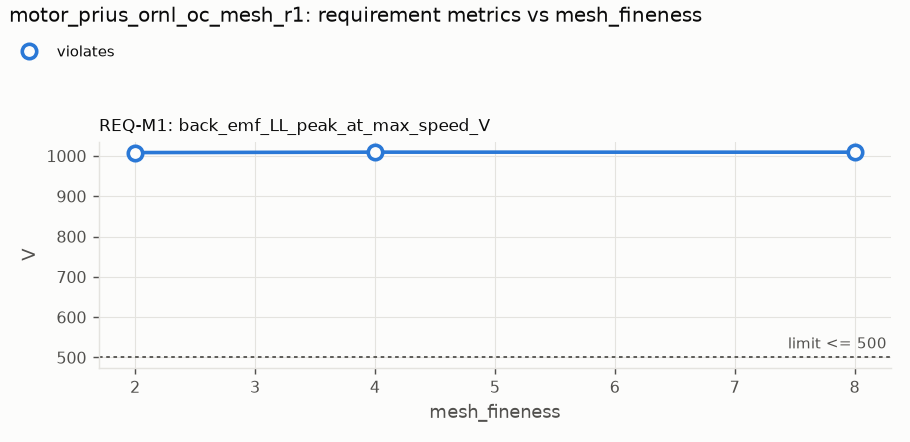 motor_prius_ornl_oc_mesh_r1: requirement metrics vs mesh_fineness
violates
REQ-M1: back_emf_LL_peak_at_max_speed_V
1000
900
800
700
600
500
V
limit <= 500
2
3
4
5
6
7
8
mesh_fineness